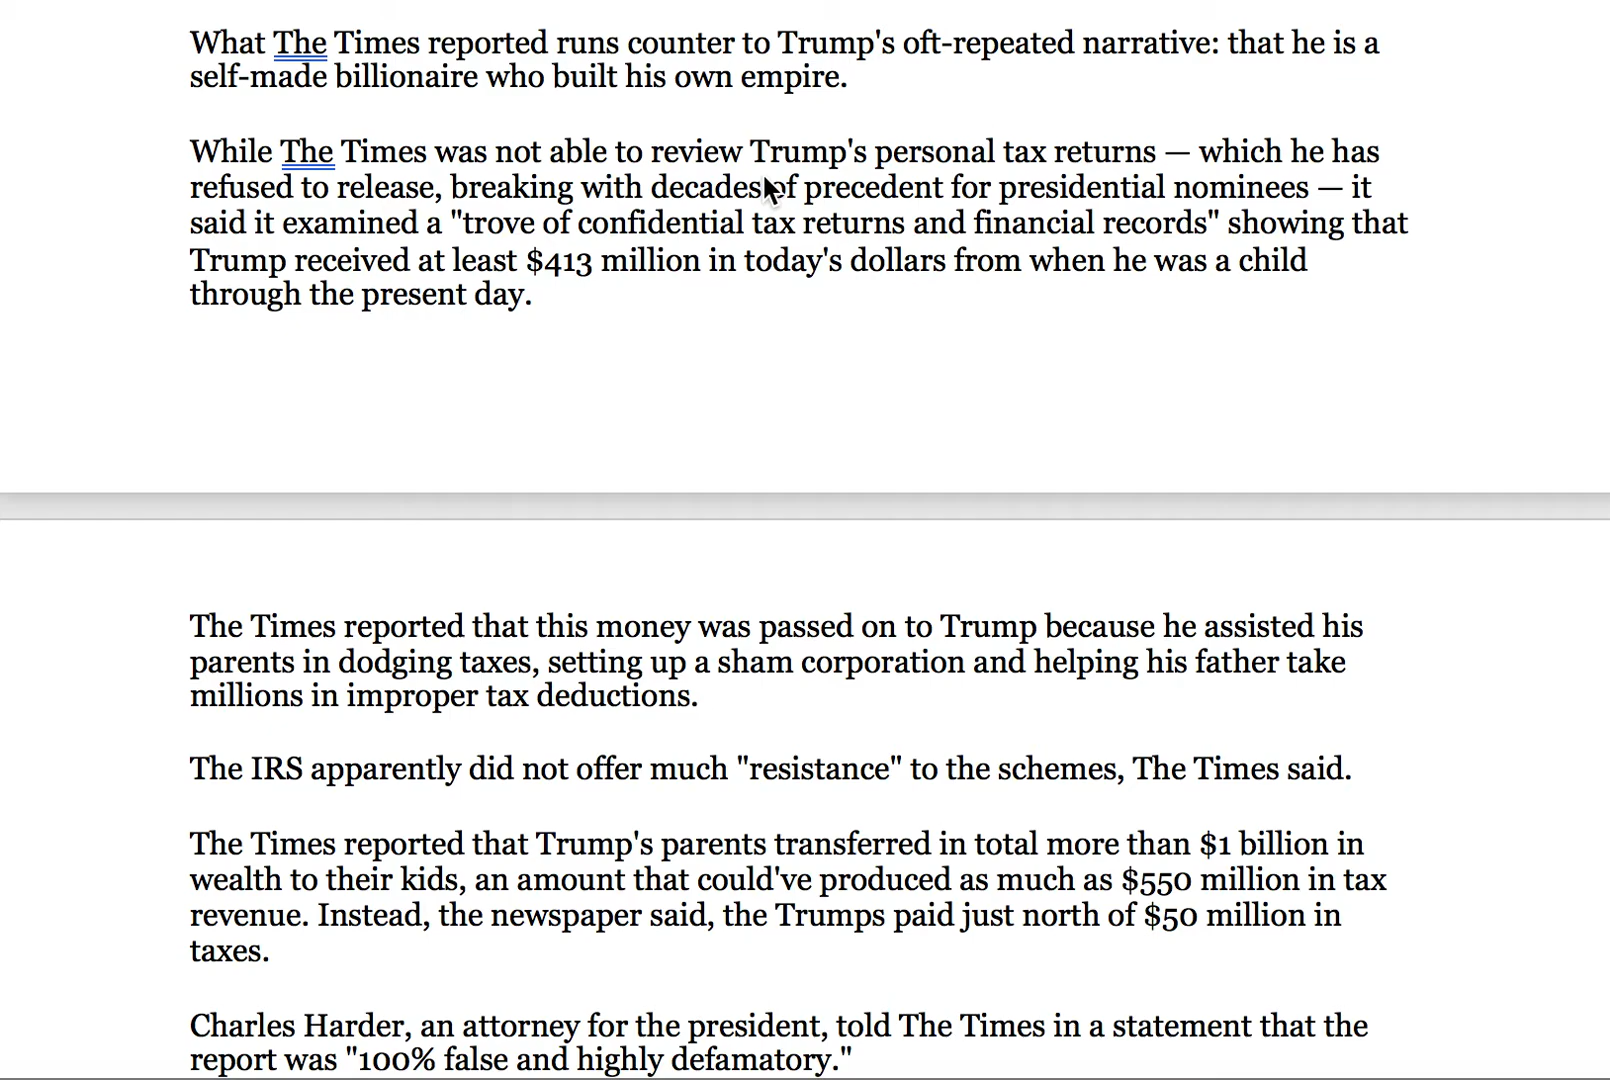 What The Times reported runs counter to Trump's oft-repeated narrative: that he is a
self-made billionaire who built his own empire.
While The Times was not able to review Trump's personal tax returns — which he has
refused to release, breaking with decades of precedent for presidential nominees — it
said it examined a "trove of confidential tax returns and financial records" showing that
Trump received at least $413 million in today's dollars from when he was a child
through the present day.
The Times reported that this money was passed on to Trump because he assisted his
parents in dodging taxes, setting up a sham corporation and helping his father take
millions in improper tax deductions.
The IRS apparently did not offer much "resistance" to the schemes, The Times said.
The Times reported that Trump's parents transferred in total more than $1 billion in
wealth to their kids, an amount that could've produced as much as $550 million in tax
revenue. Instead, the newspaper said, the Trumps paid just north of $50 million in
taxes.
Charles Harder, an attorney for the president, told The Times in a statement that the
report was "100% false and highly defamatory."